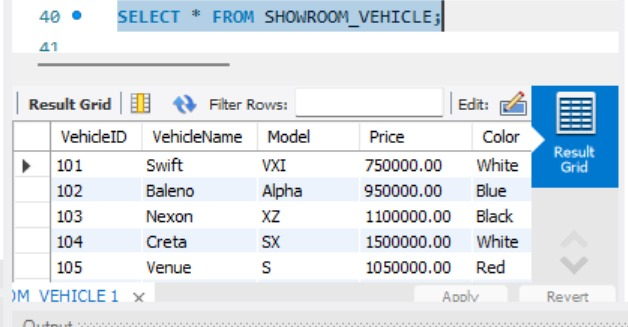 40 SELECT * FROM SHOWROOM_VEHICLE;
41
Result Grid Filter Rows: Edit:
VehicleID VehicleName Model Price Color
101 Swift VXI 750000.00 White
102 Baleno Alpha 950000.00 Blue
103 Nexon XZ 1100000.00 Black
104 Creta SX 1500000.00 White
105 Venue S 1050000.00 Red
Result
Grid
OM_VEHICLE 1 Apply Revert
Output